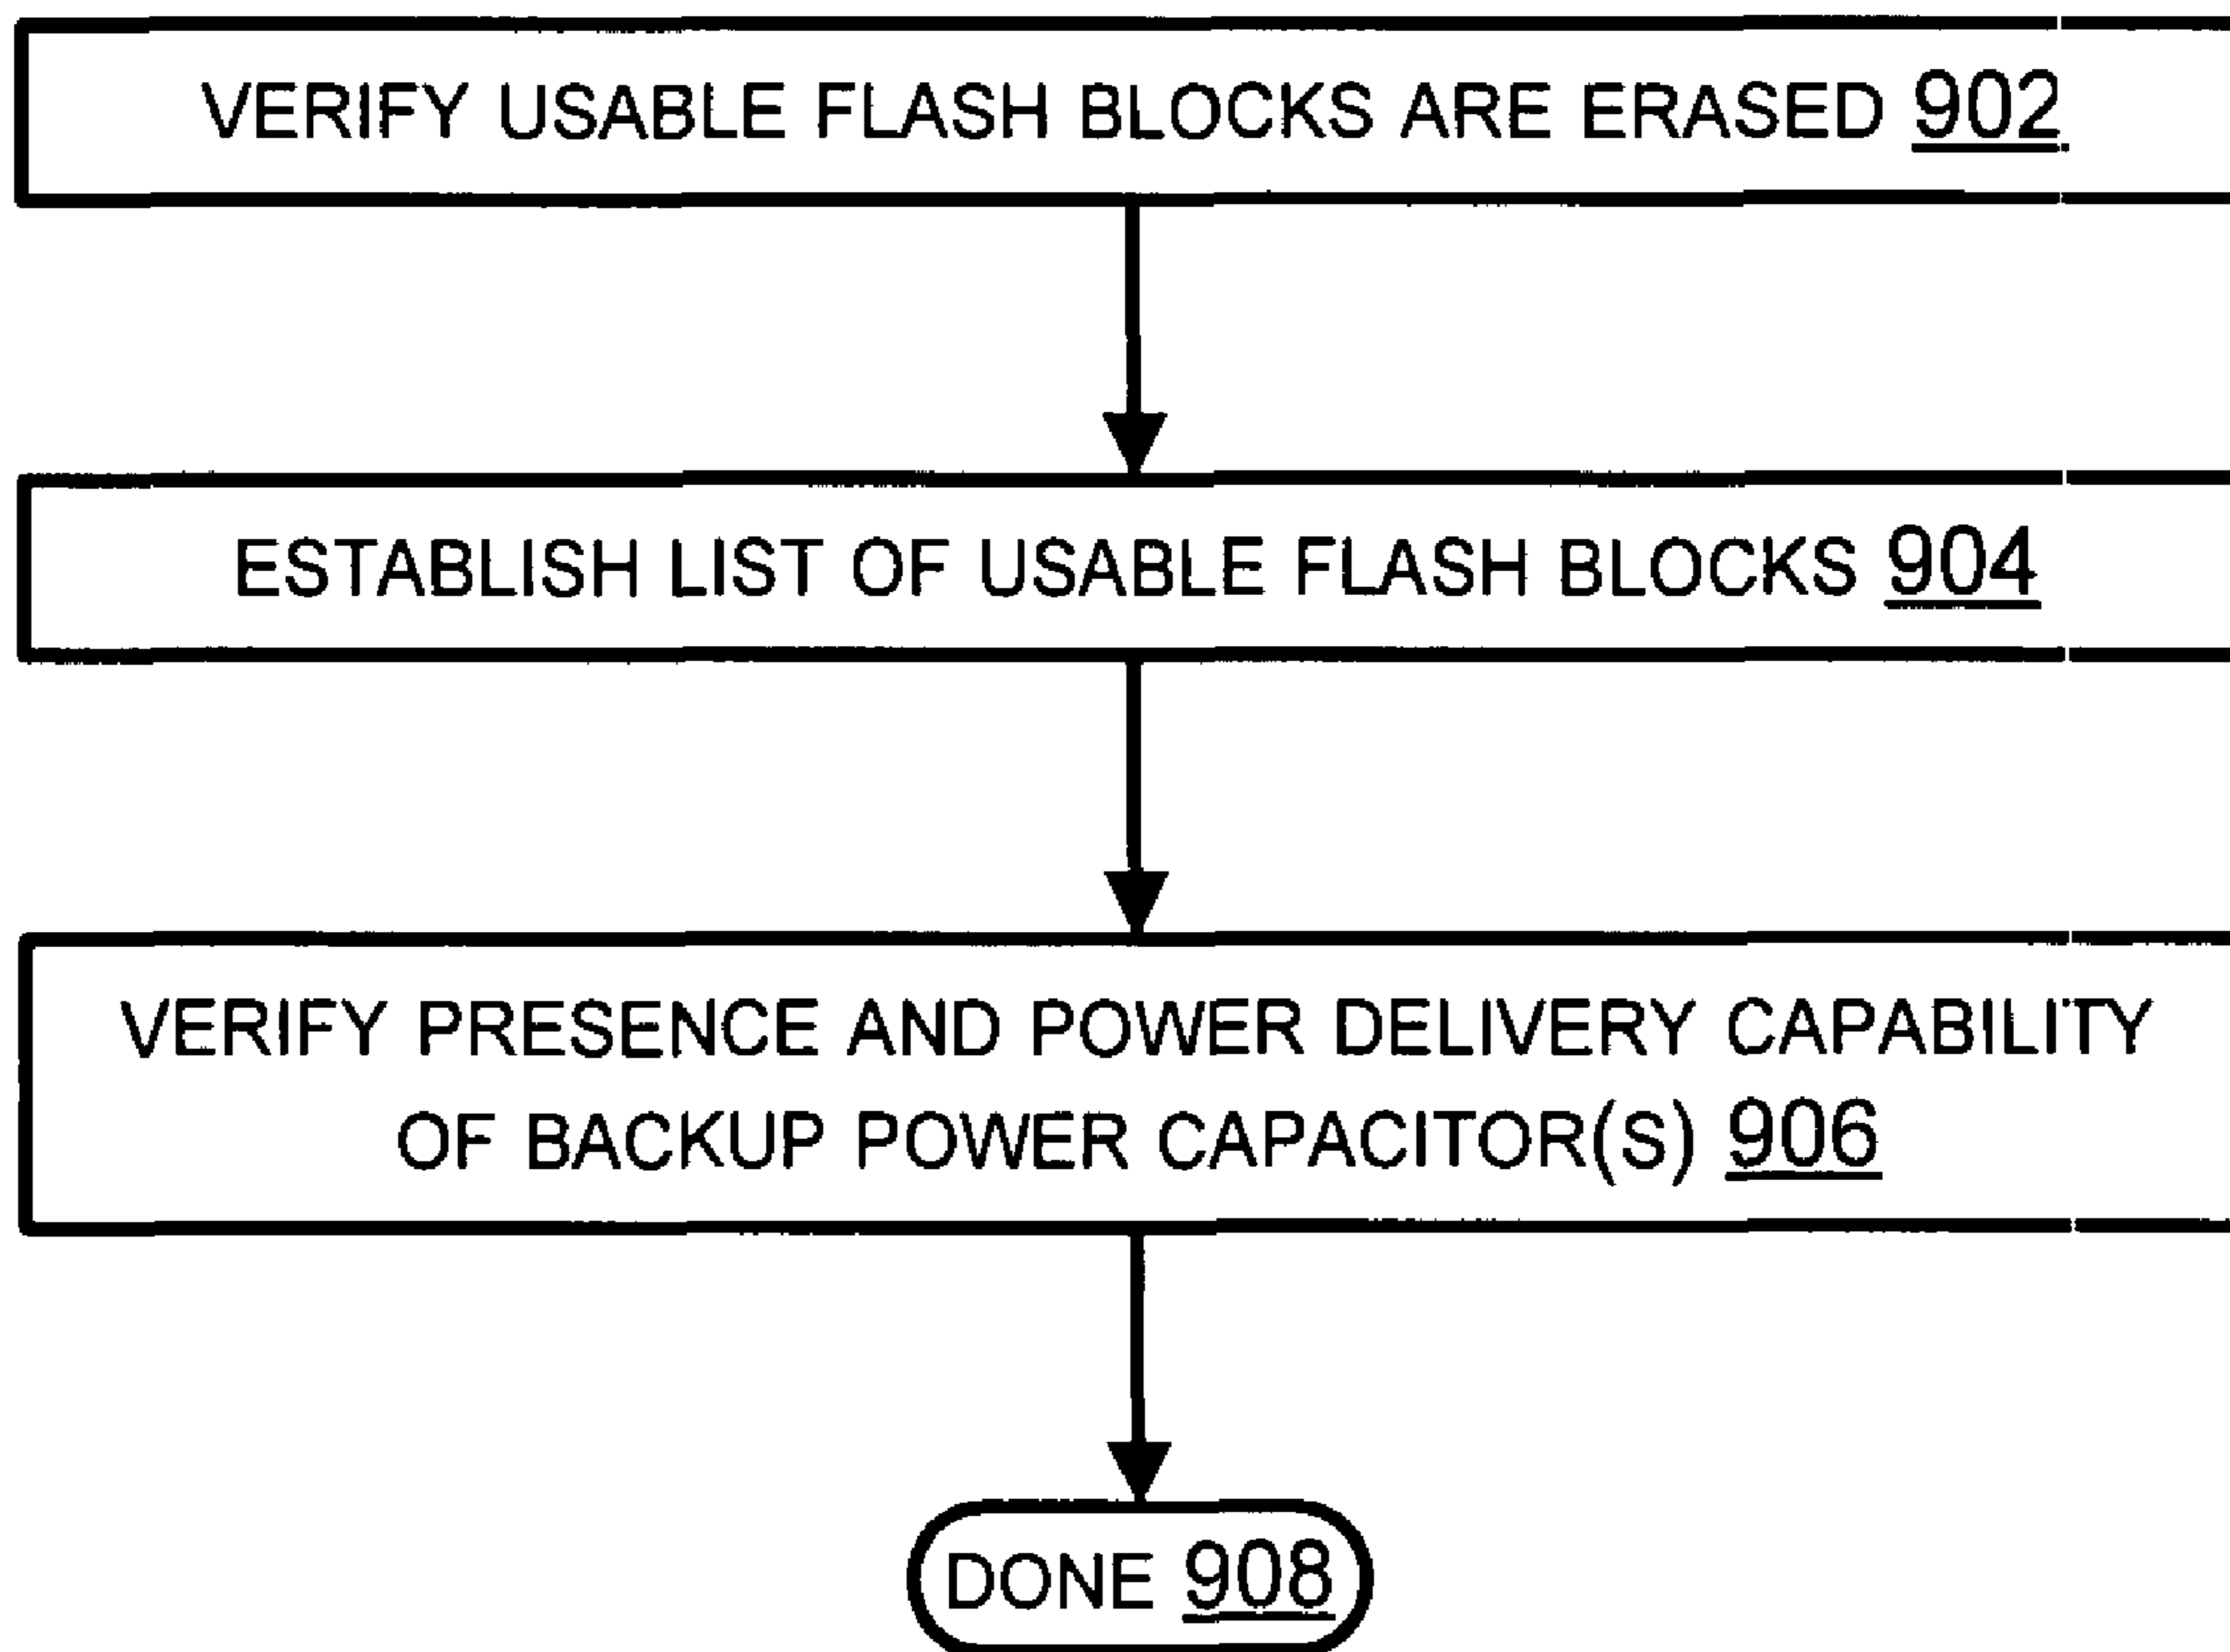 VERIFY USABLE FLASH BLOCKS ARE ERASED 902
ESTABLISH LIST OF USABLE FLASH BLOCKS 904
VERIFY PRESENCE AND POWER DELIVERY CAPABILITY
OF BACKUP POWER CAPACITOR(S) 906
DONE 908